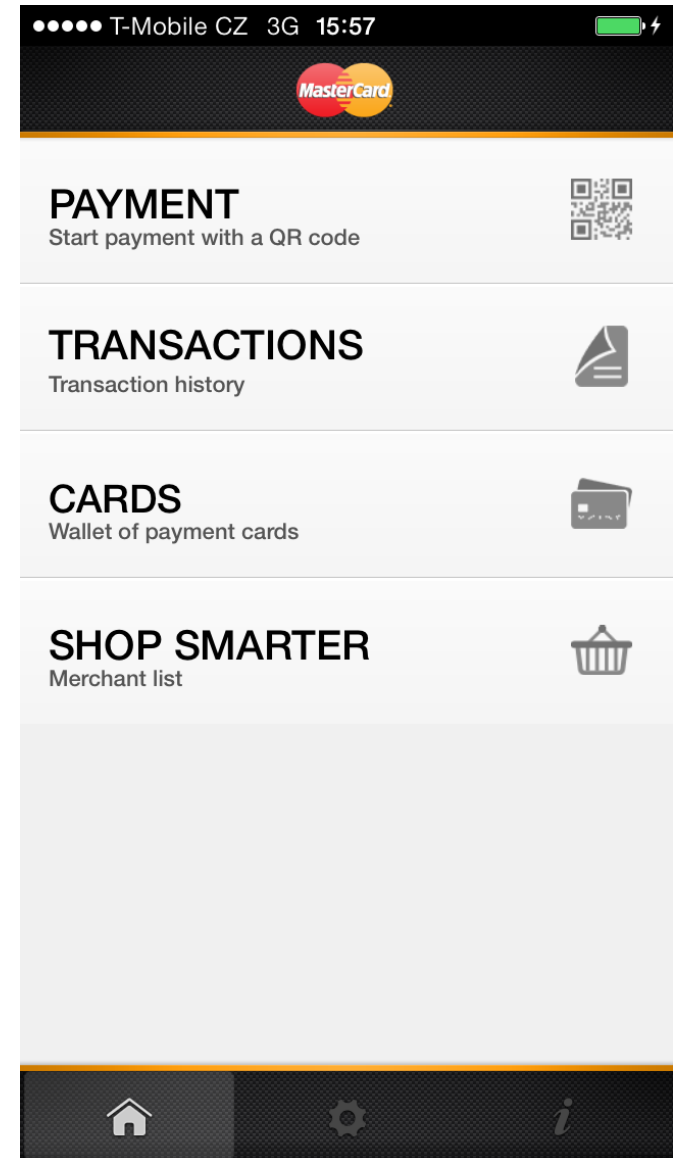 T-Mobile CZ 3G 15:57
MasterCard
PAYMENT
Start payment with a QR code
TRANSACTIONS
Transaction history
CARDS
Wallet of payment cards
SHOP SMARTER
Merchant list
i